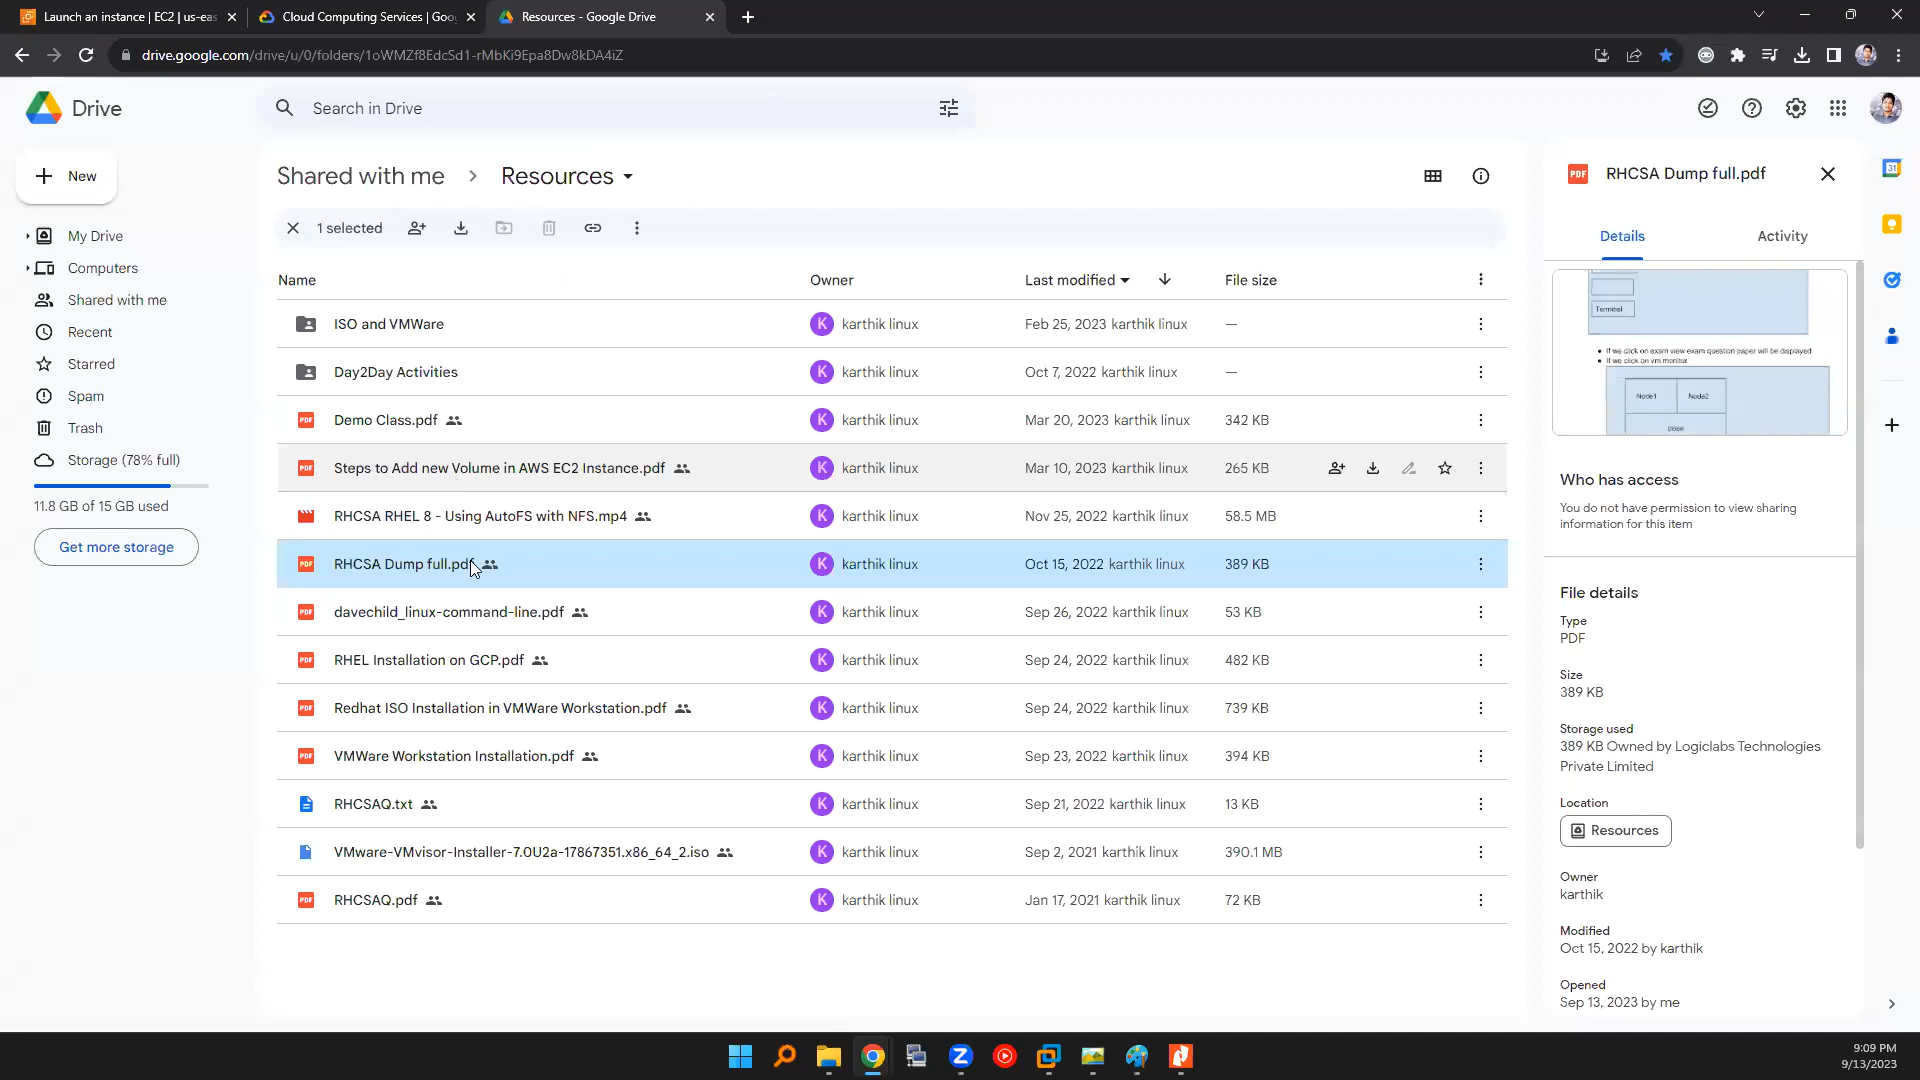 Launch an instance | EC2 | us-eas
Cloud Computing Services | Goo
Resources - Google Drive
drive.google.com/drive/u/0/folders/1oWMZf8EdcSd1-rMbKi9Epa8Dw8kDA4iZ
Drive
Search in Drive
New
My Drive
Computers
Shared with me
Recent
Starred
Spam
Trash
Storage (78% full)
11.8 GB of 15 GB used
Get more storage
Shared with me > Resources
1 selected
Name Owner Last modified File size
ISO and VMWare K karthik linux Feb 25, 2023 karthik linux —
Day2Day Activities K karthik linux Oct 7, 2022 karthik linux —
PDF Demo Class.pdf K karthik linux Mar 20, 2023 karthik linux 342 KB
PDF Steps to Add new Volume in AWS EC2 Instance.pdf K karthik linux Mar 10, 2023 karthik linux 265 KB
RHCSA RHEL 8 - Using AutoFS with NFS.mp4 K karthik linux Nov 25, 2022 karthik linux 58.5 MB
PDF RHCSA Dump full.pdf K karthik linux Oct 15, 2022 karthik linux 389 KB
PDF davechild_linux-command-line.pdf K karthik linux Sep 26, 2022 karthik linux 53 KB
PDF RHEL Installation on GCP.pdf K karthik linux Sep 24, 2022 karthik linux 482 KB
PDF Redhat ISO Installation in VMWare Workstation.pdf K karthik linux Sep 24, 2022 karthik linux 739 KB
PDF VMWare Workstation Installation.pdf K karthik linux Sep 23, 2022 karthik linux 394 KB
RHCSAQ.txt K karthik linux Sep 21, 2022 karthik linux 13 KB
VMware-VMvisor-Installer-7.0U2a-17867351.x86_64_2.iso K karthik linux Sep 2, 2021 karthik linux 390.1 MB
PDF RHCSAQ.pdf K karthik linux Jan 17, 2021 karthik linux 72 KB
PDF RHCSA Dump full.pdf
Details Activity
Terminal
If we click on exam view exam question paper will be displayed
If we click on vm monitor
Node1 Node2
Who has access
You do not have permission to view sharing
information for this item
File details
Type
PDF
Size
389 KB
Storage used
389 KB Owned by Logiclabs Technologies
Private Limited
Location
Resources
Owner
karthik
Modified
Oct 15, 2022 by karthik
Opened
Sep 13, 2023 by me
31
9:09 PM
9/13/2023